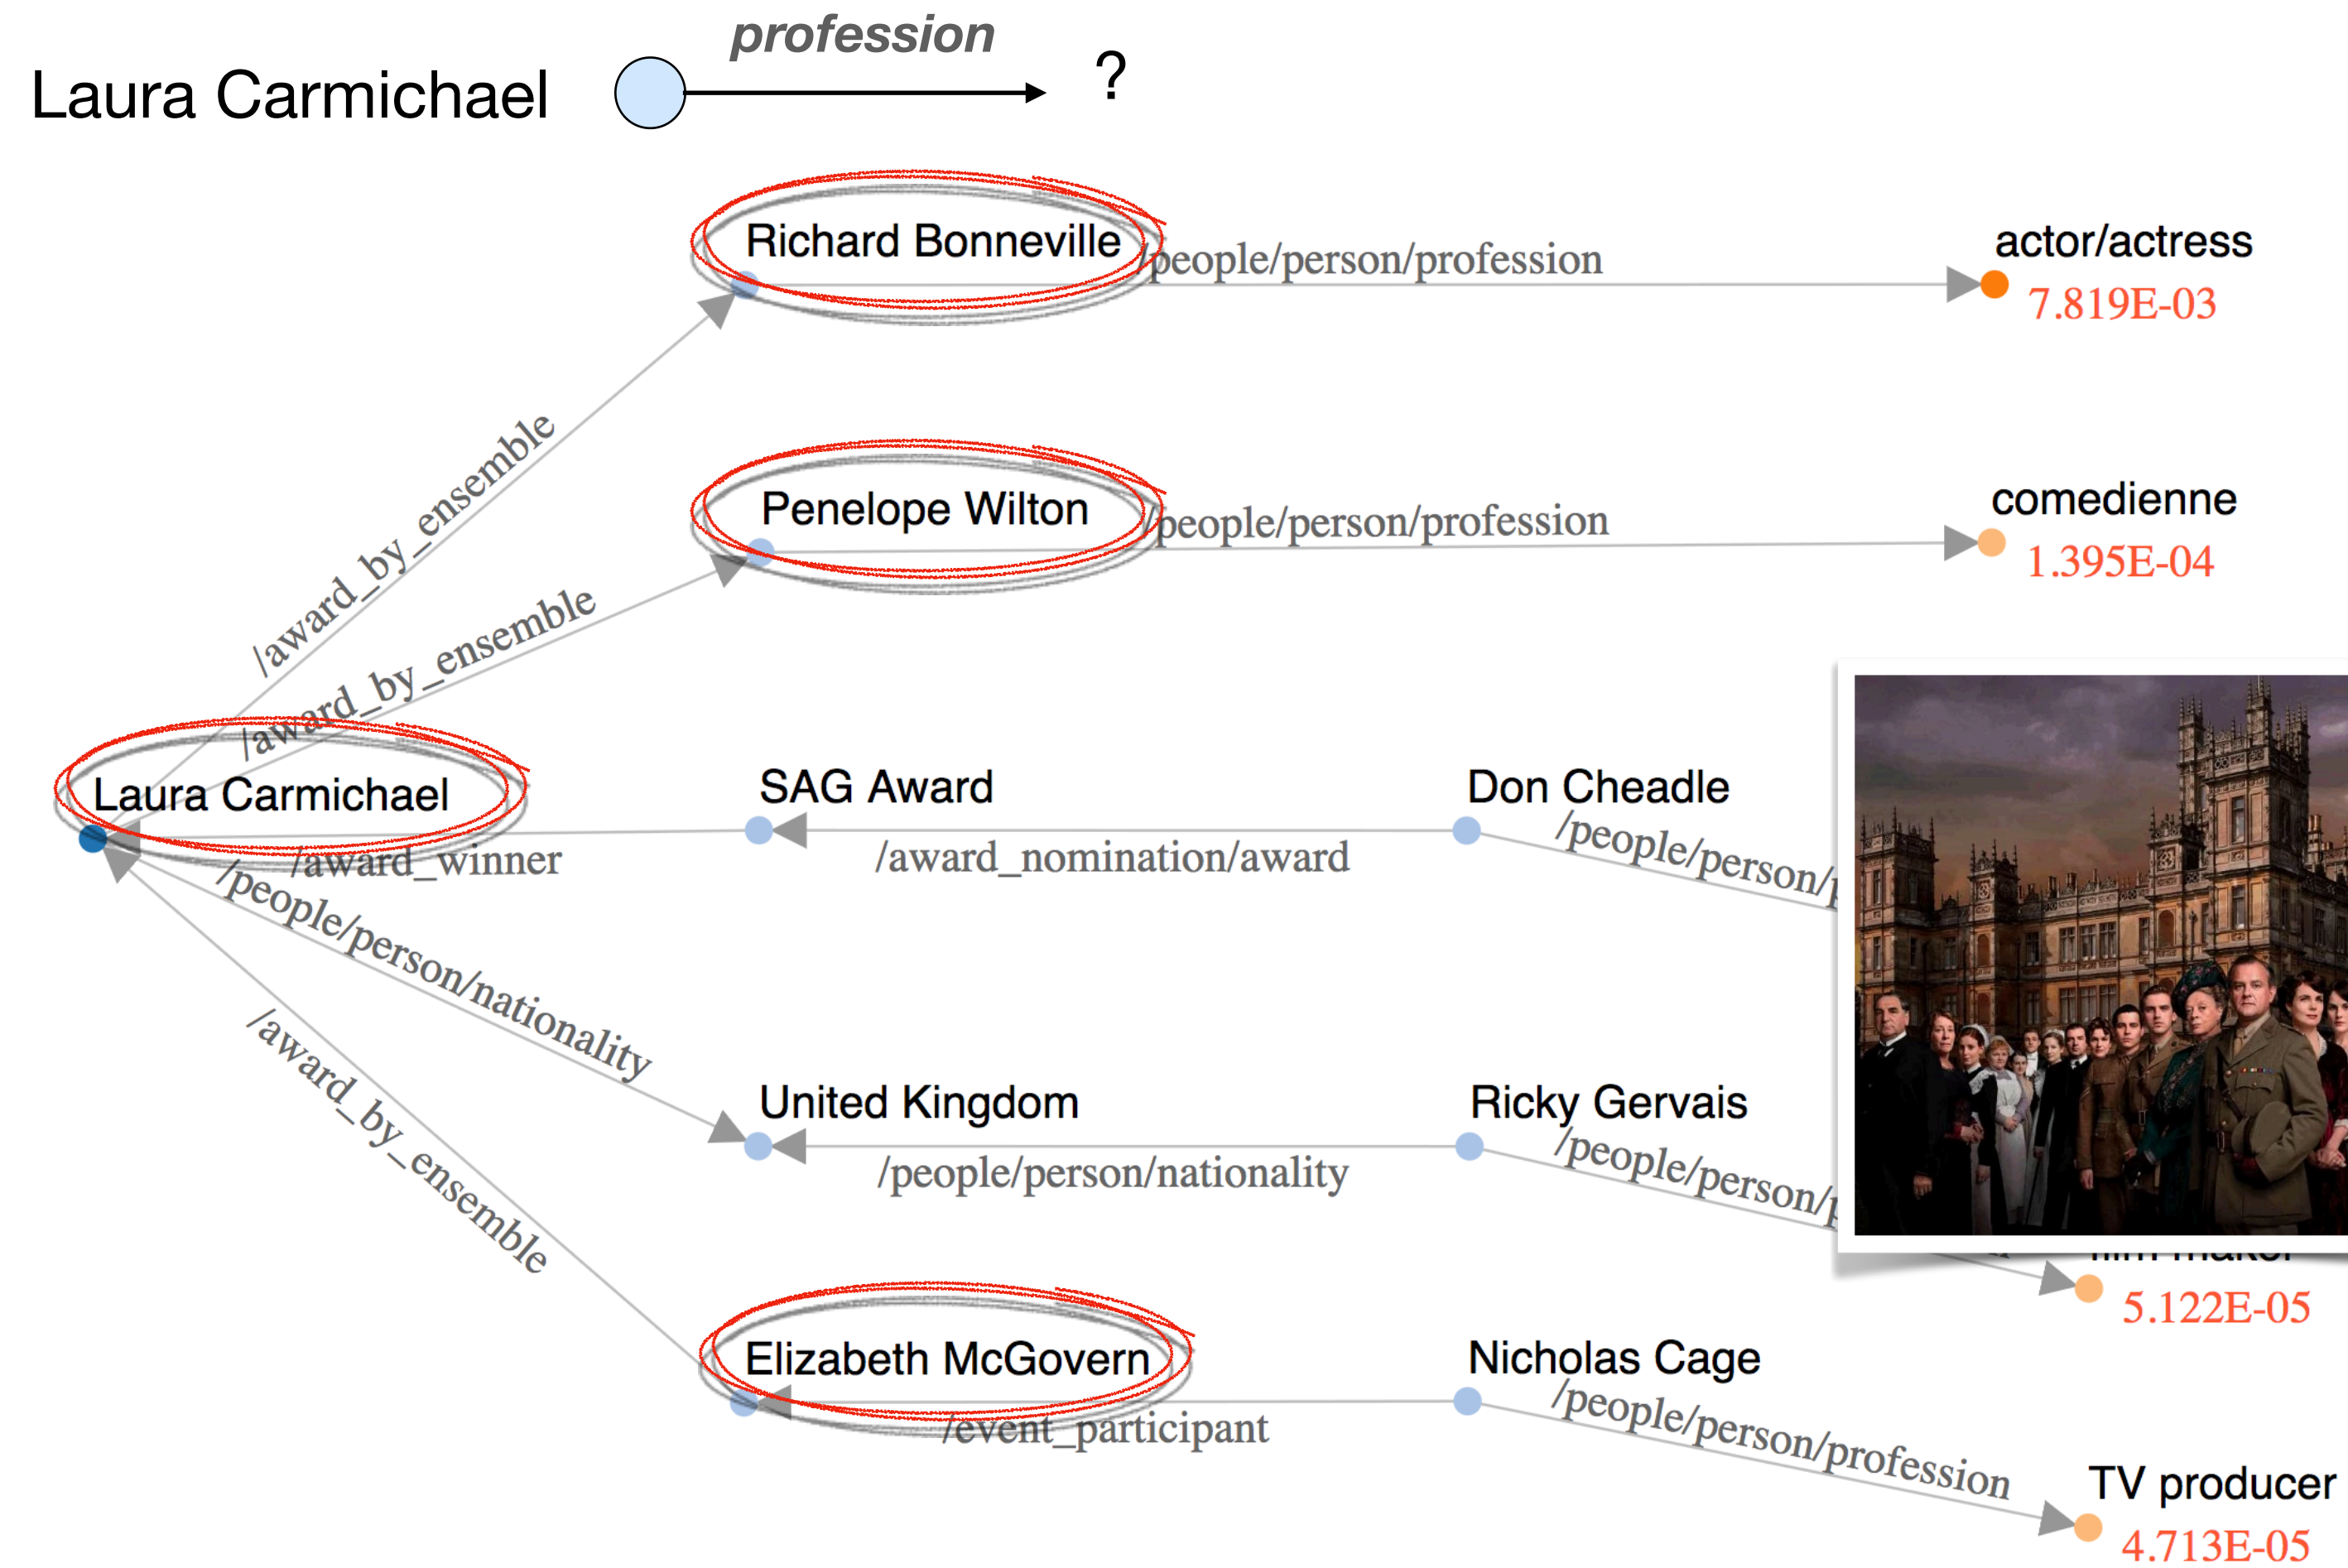 profession
Laura Carmichael
?
Richard Bonneville
/people/person/profession
actor/actress
7.819E-03
/award_by_ensemble
Penelope Wilton
/people/person/profession
comedienne
1.395E-04
/award_by_ensemble
Laura Carmichael
/award_winner
SAG Award
/award_nomination/award
Don Cheadle
/people/person/
/people/person/nationality
United Kingdom
/people/person/nationality
Ricky Gervais
/people/person/
film maker
5.122E-05
/award_by_ensemble
Elizabeth McGovern
/event_participant
Nicholas Cage
/people/person/profession
TV producer
4.713E-05